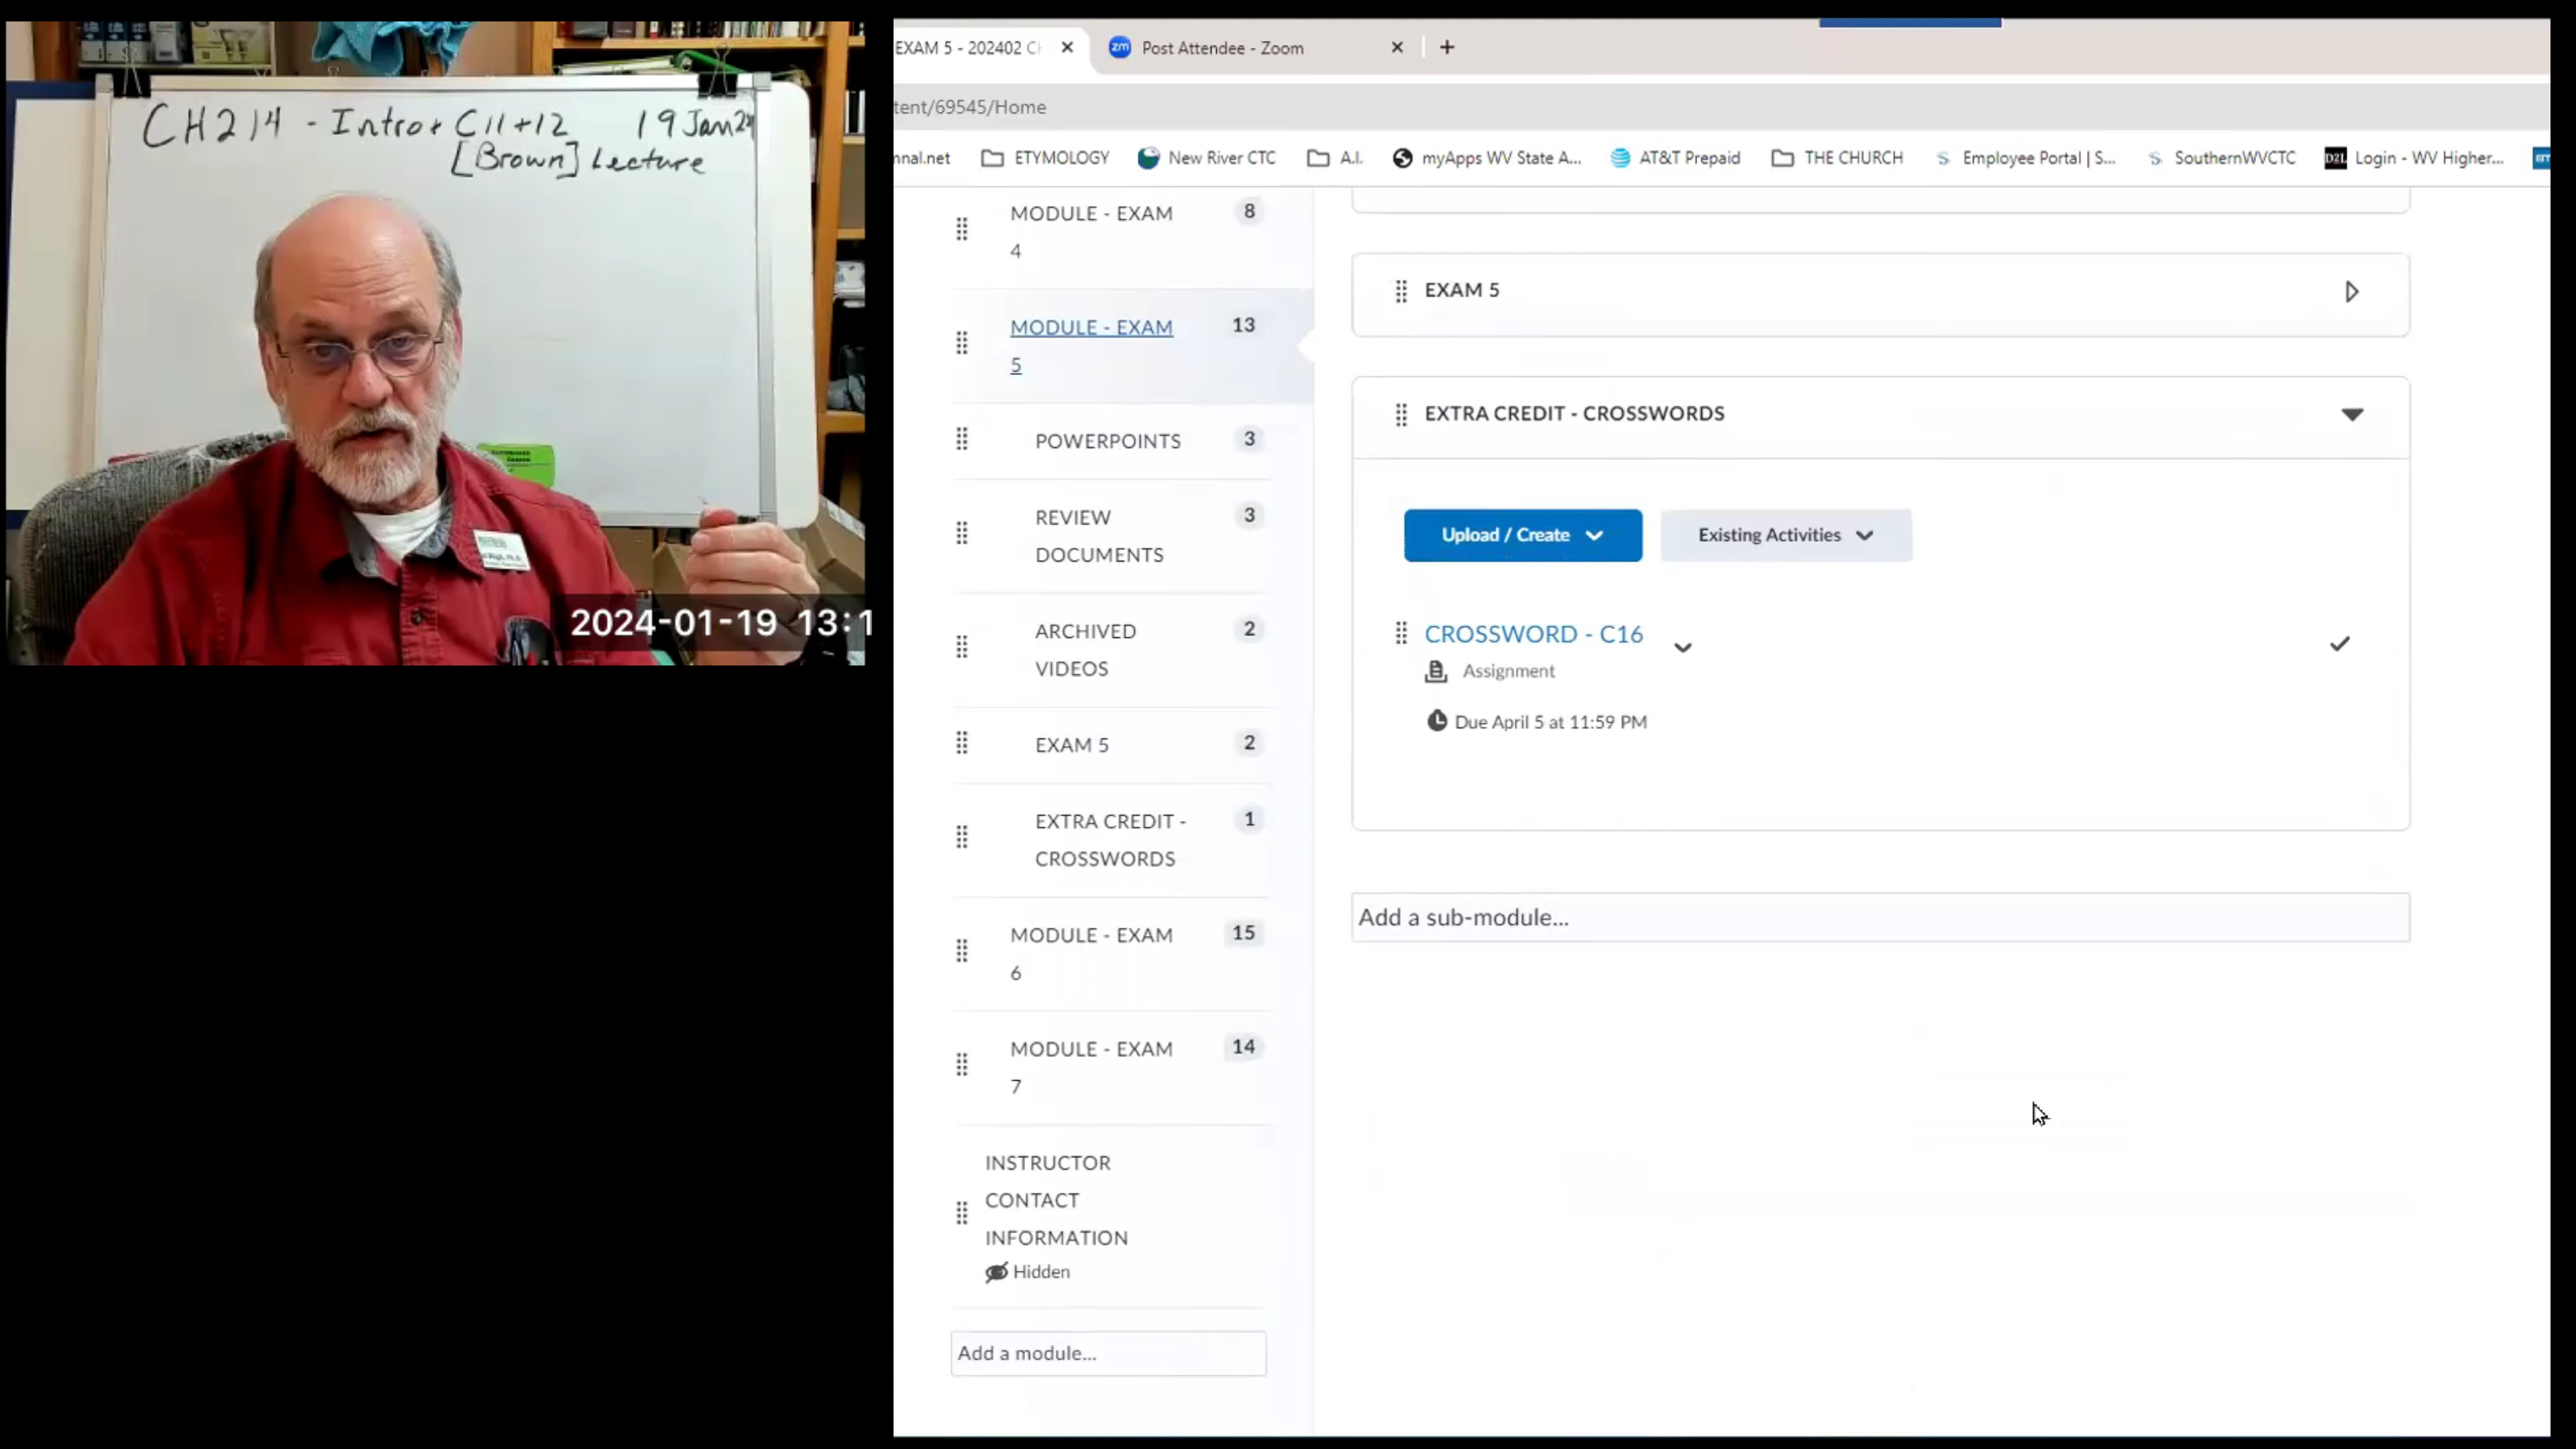 CH214 - Intro + C11+12 19 Jan 24
[Brown] Lecture
2024-01-19 13:1
EXAM 5 - 202402 CH
Post Attendee - Zoom
tent/69545/Home
mnal.net
ETYMOLOGY
New River CTC
A.I.
myApps WV State A...
AT&T Prepaid
THE CHURCH
Employee Portal | S...
SouthernWVCTC
D2L
Login - WV Higher...
MODULE - EXAM
4
8
MODULE - EXAM
5
13
POWERPOINTS
3
REVIEW
DOCUMENTS
3
ARCHIVED
VIDEOS
2
EXAM 5
2
EXTRA CREDIT -
CROSSWORDS
1
MODULE - EXAM
6
15
MODULE - EXAM
7
14
INSTRUCTOR
CONTACT
INFORMATION
Hidden
Add a module...
EXAM 5
EXTRA CREDIT - CROSSWORDS
Upload / Create
Existing Activities
CROSSWORD - C16
Assignment
Due April 5 at 11:59 PM
Add a sub-module...